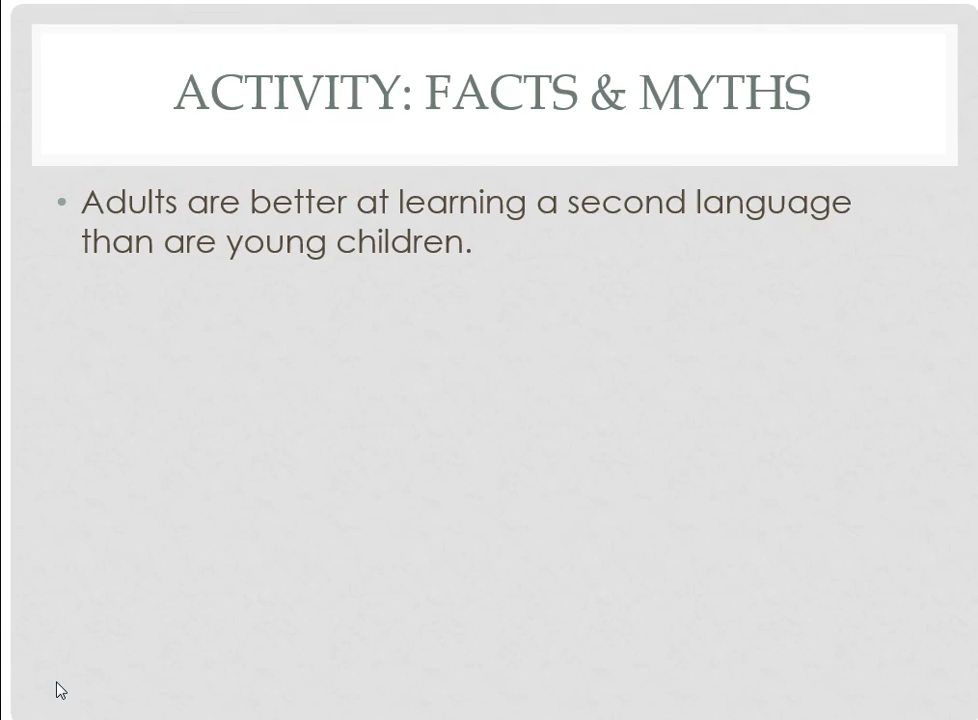 ACTIVITY: FACTS & MYTHS
• Adults are better at learning a second language
than are young children.